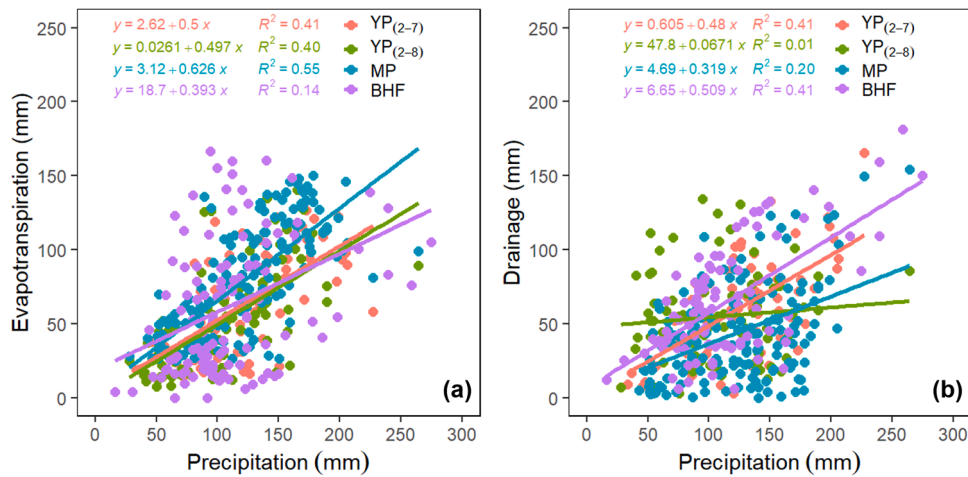 y = 2.62 + 0.5 x R² = 0.41 YP(2–7)
y = 0.0261 + 0.497 x R² = 0.40 YP(2–8)
y = 3.12 + 0.626 x R² = 0.55 MP
y = 18.7 + 0.393 x R² = 0.14 BHF
250
200
150
100
50
0
Evapotranspiration (mm)
(a)
0 50 100 150 200 250 300
Precipitation (mm)
y = 0.605 + 0.48 x R² = 0.41 YP(2–7)
y = 47.8 + 0.0671 x R² = 0.01 YP(2–8)
y = 4.69 + 0.319 x R² = 0.20 MP
y = 6.65 + 0.509 x R² = 0.41 BHF
250
200
150
100
50
0
Drainage (mm)
(b)
0 50 100 150 200 250 300
Precipitation (mm)